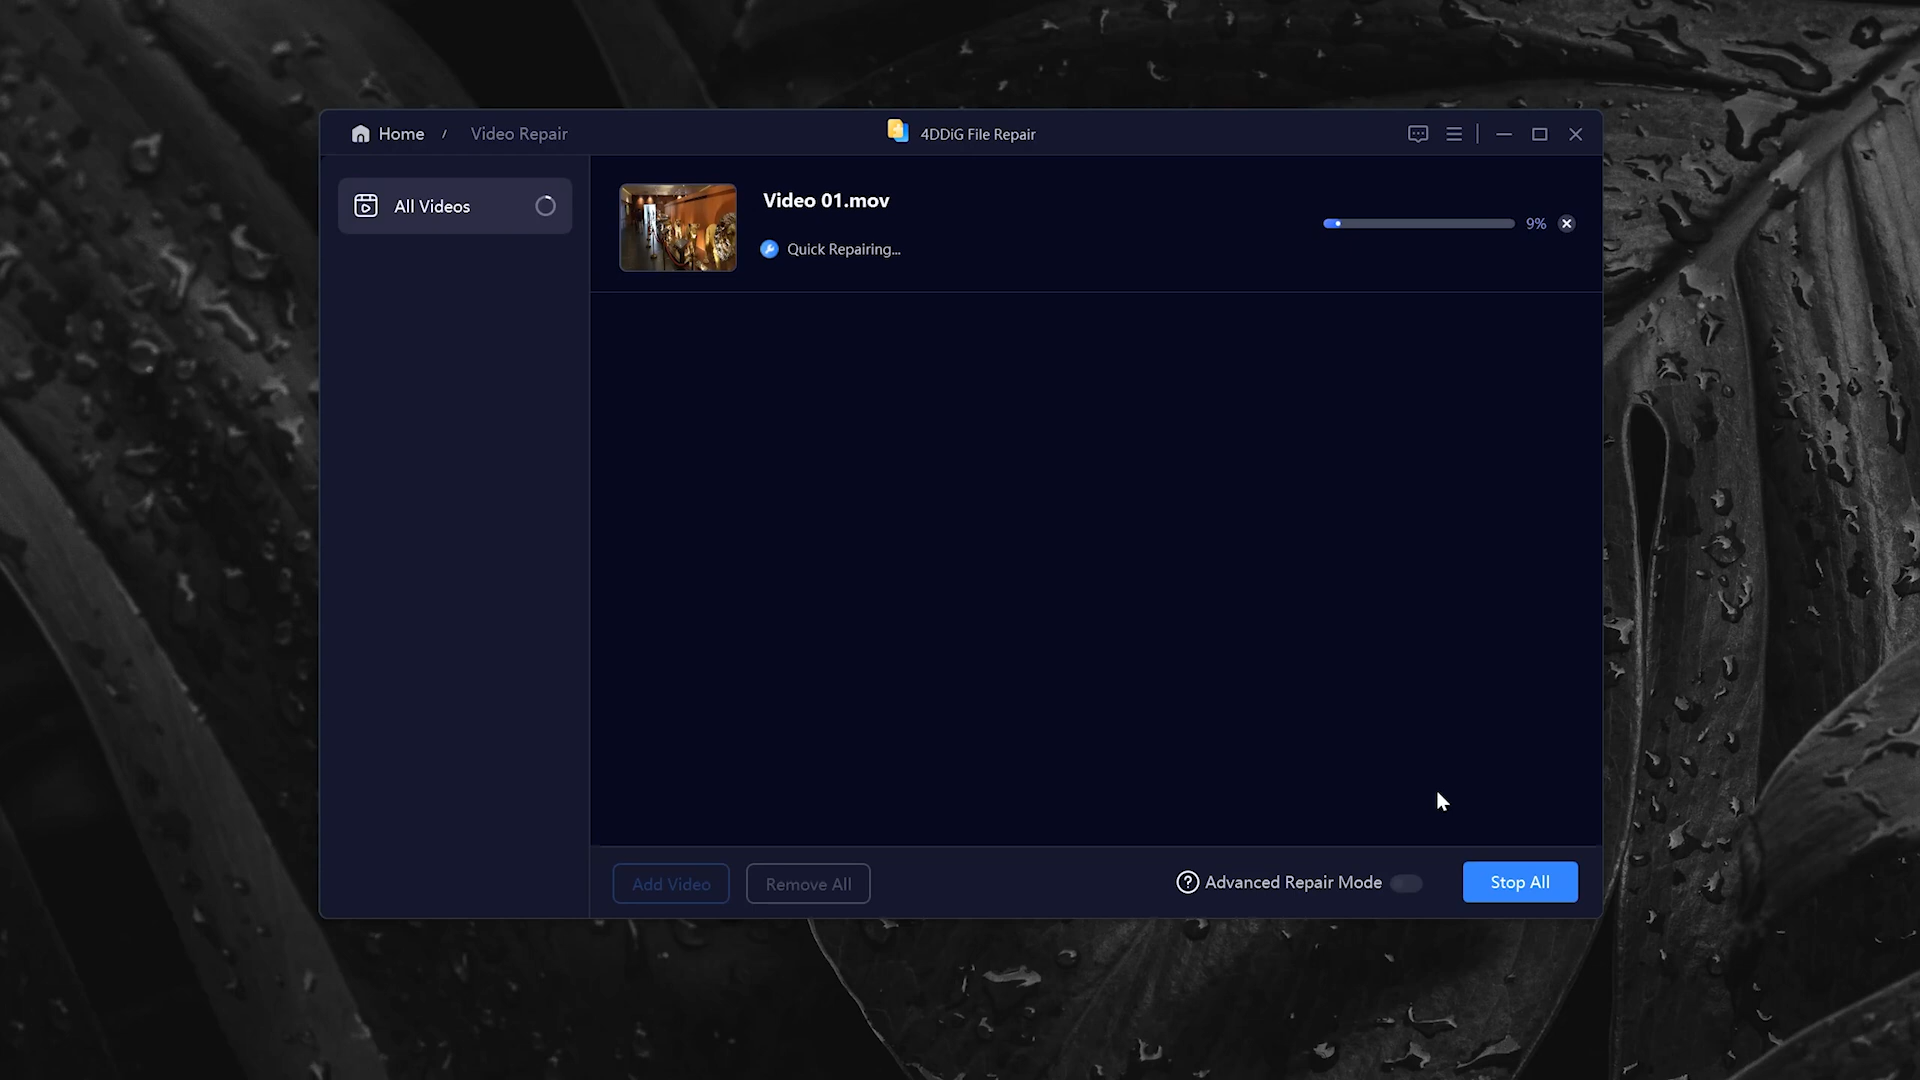 Home / Video Repair
4DDiG File Repair
All Videos
Video 01.mov
Quick Repairing...
9%
Add Video
Remove All
Advanced Repair Mode
Stop All